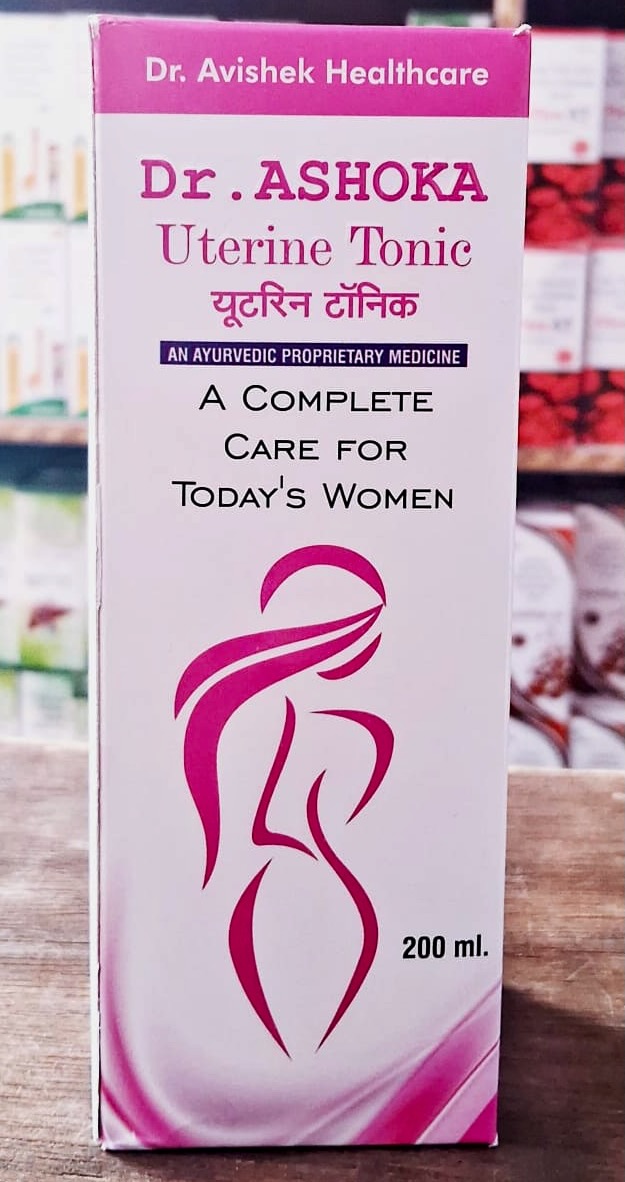 Dr. Avishek Healthcare
Dr.ASHOKA
Uterine Tonic
यूटरिन टॉनिक
AN AYURVEDIC PROPRIETARY MEDICINE
A COMPLETE
CARE FOR
TODAY'S WOMEN
200 ml.